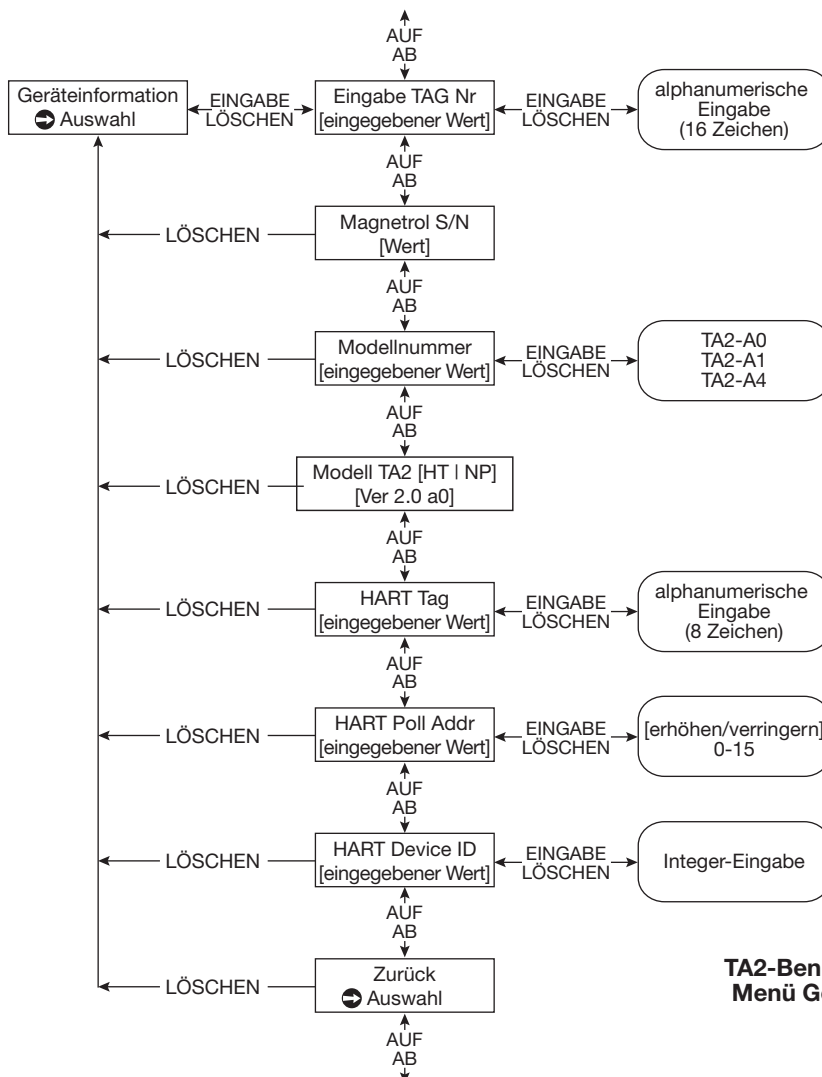 AUF
AB
Geräteinformation
Auswahl
EINGABE
LÖSCHEN
Eingabe TAG Nr
[eingegebener Wert]
EINGABE
LÖSCHEN
alphanumerische
Eingabe
(16 Zeichen)
AUF
AB
LÖSCHEN
Magnetrol S/N
[Wert]
AUF
AB
LÖSCHEN
Modellnummer
[eingegebener Wert]
EINGABE
LÖSCHEN
TA2-A0
TA2-A1
TA2-A4
AUF
AB
LÖSCHEN
Modell TA2 [HT | NP]
[Ver 2.0 a0]
AUF
AB
LÖSCHEN
HART Tag
[eingegebener Wert]
EINGABE
LÖSCHEN
alphanumerische
Eingabe
(8 Zeichen)
AUF
AB
LÖSCHEN
HART Poll Addr
[eingegebener Wert]
EINGABE
LÖSCHEN
[erhöhen/verringern]
0-15
AUF
AB
LÖSCHEN
HART Device ID
[eingegebener Wert]
EINGABE
LÖSCHEN
Integer-Eingabe
AUF
AB
LÖSCHEN
Zurück
Auswahl
TA2-Ben
Menü G
AUF
AB